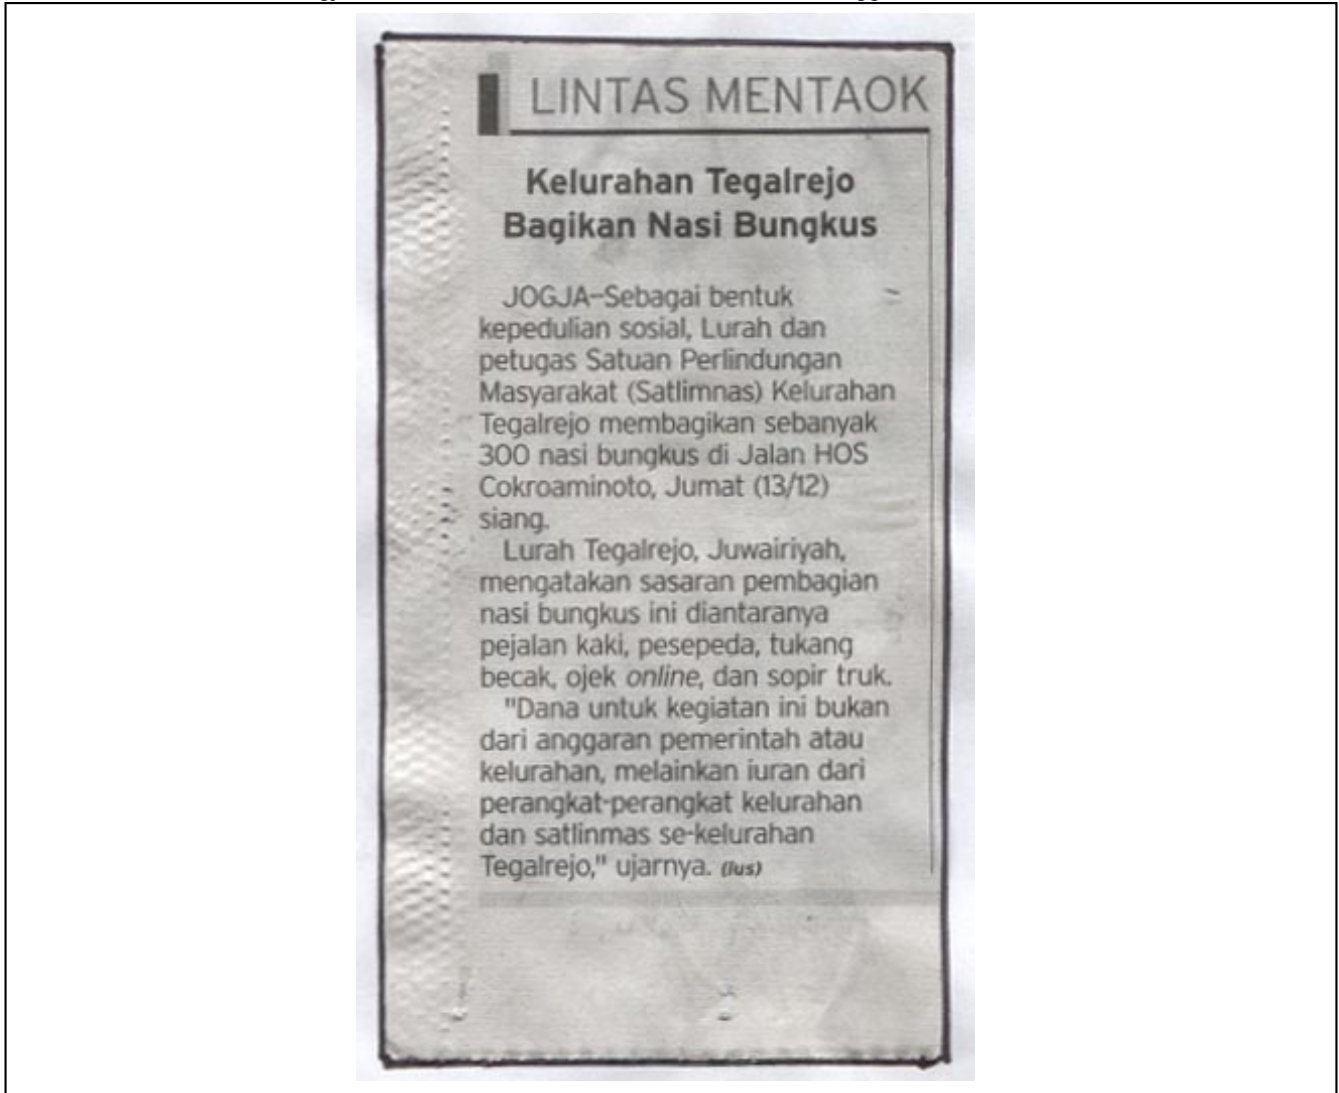 LINTAS MENTAOK
Kelurahan Tegalrejo
Bagikan Nasi Bungkus
JOGJA–Sebagai bentuk
kepedulian sosial, Lurah dan
petugas Satuan Perlindungan
Masyarakat (Satlimnas) Kelurahan
Tegalrejo membagikan sebanyak
300 nasi bungkus di Jalan HOS
Cokroaminoto, Jumat (13/12)
siang.
Lurah Tegalrejo, Juwairiyah,
mengatakan sasaran pembagian
nasi bungkus ini diantaranya
pejalan kaki, pesepeda, tukang
becak, ojek online, dan sopir truk.
"Dana untuk kegiatan ini bukan
dari anggaran pemerintah atau
kelurahan, melainkan iuran dari
perangkat-perangkat kelurahan
dan satlinmas se-kelurahan
Tegalrejo," ujarnya. (lus)